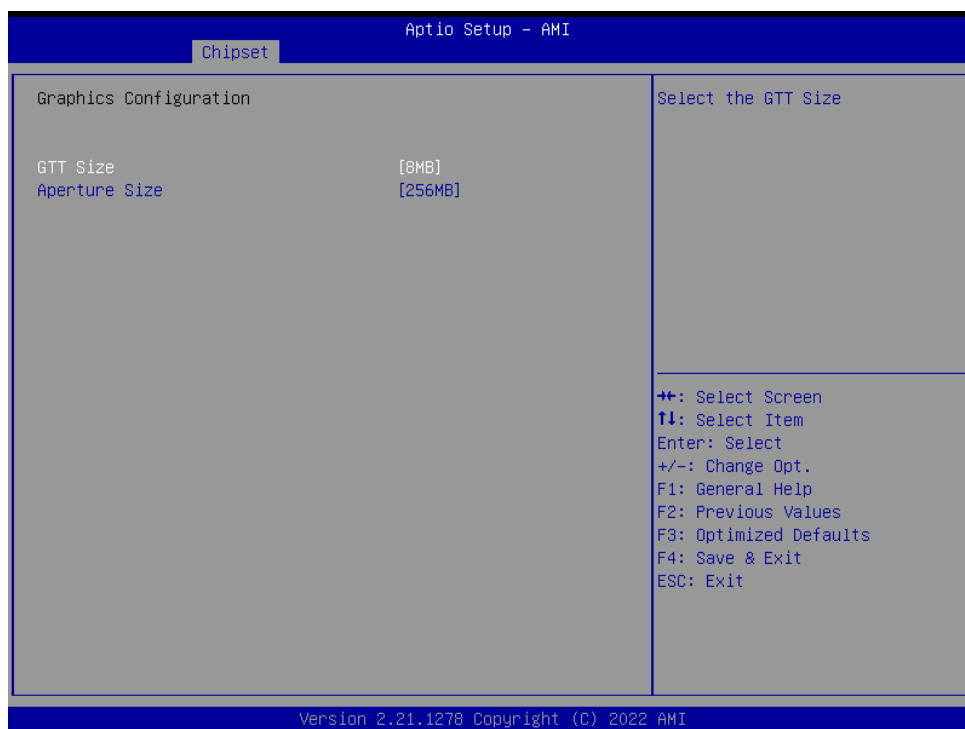 Aptio Setup – AMI
Chipset
Graphics Configuration
GTT Size [8MB]
Aperture Size [256MB]
Select the GTT Size
→←: Select Screen
↑↓: Select Item
Enter: Select
+/-: Change Opt.
F1: General Help
F2: Previous Values
F3: Optimized Defaults
F4: Save & Exit
ESC: Exit
Version 2.21.1278 Copyright (C) 2022 AMI